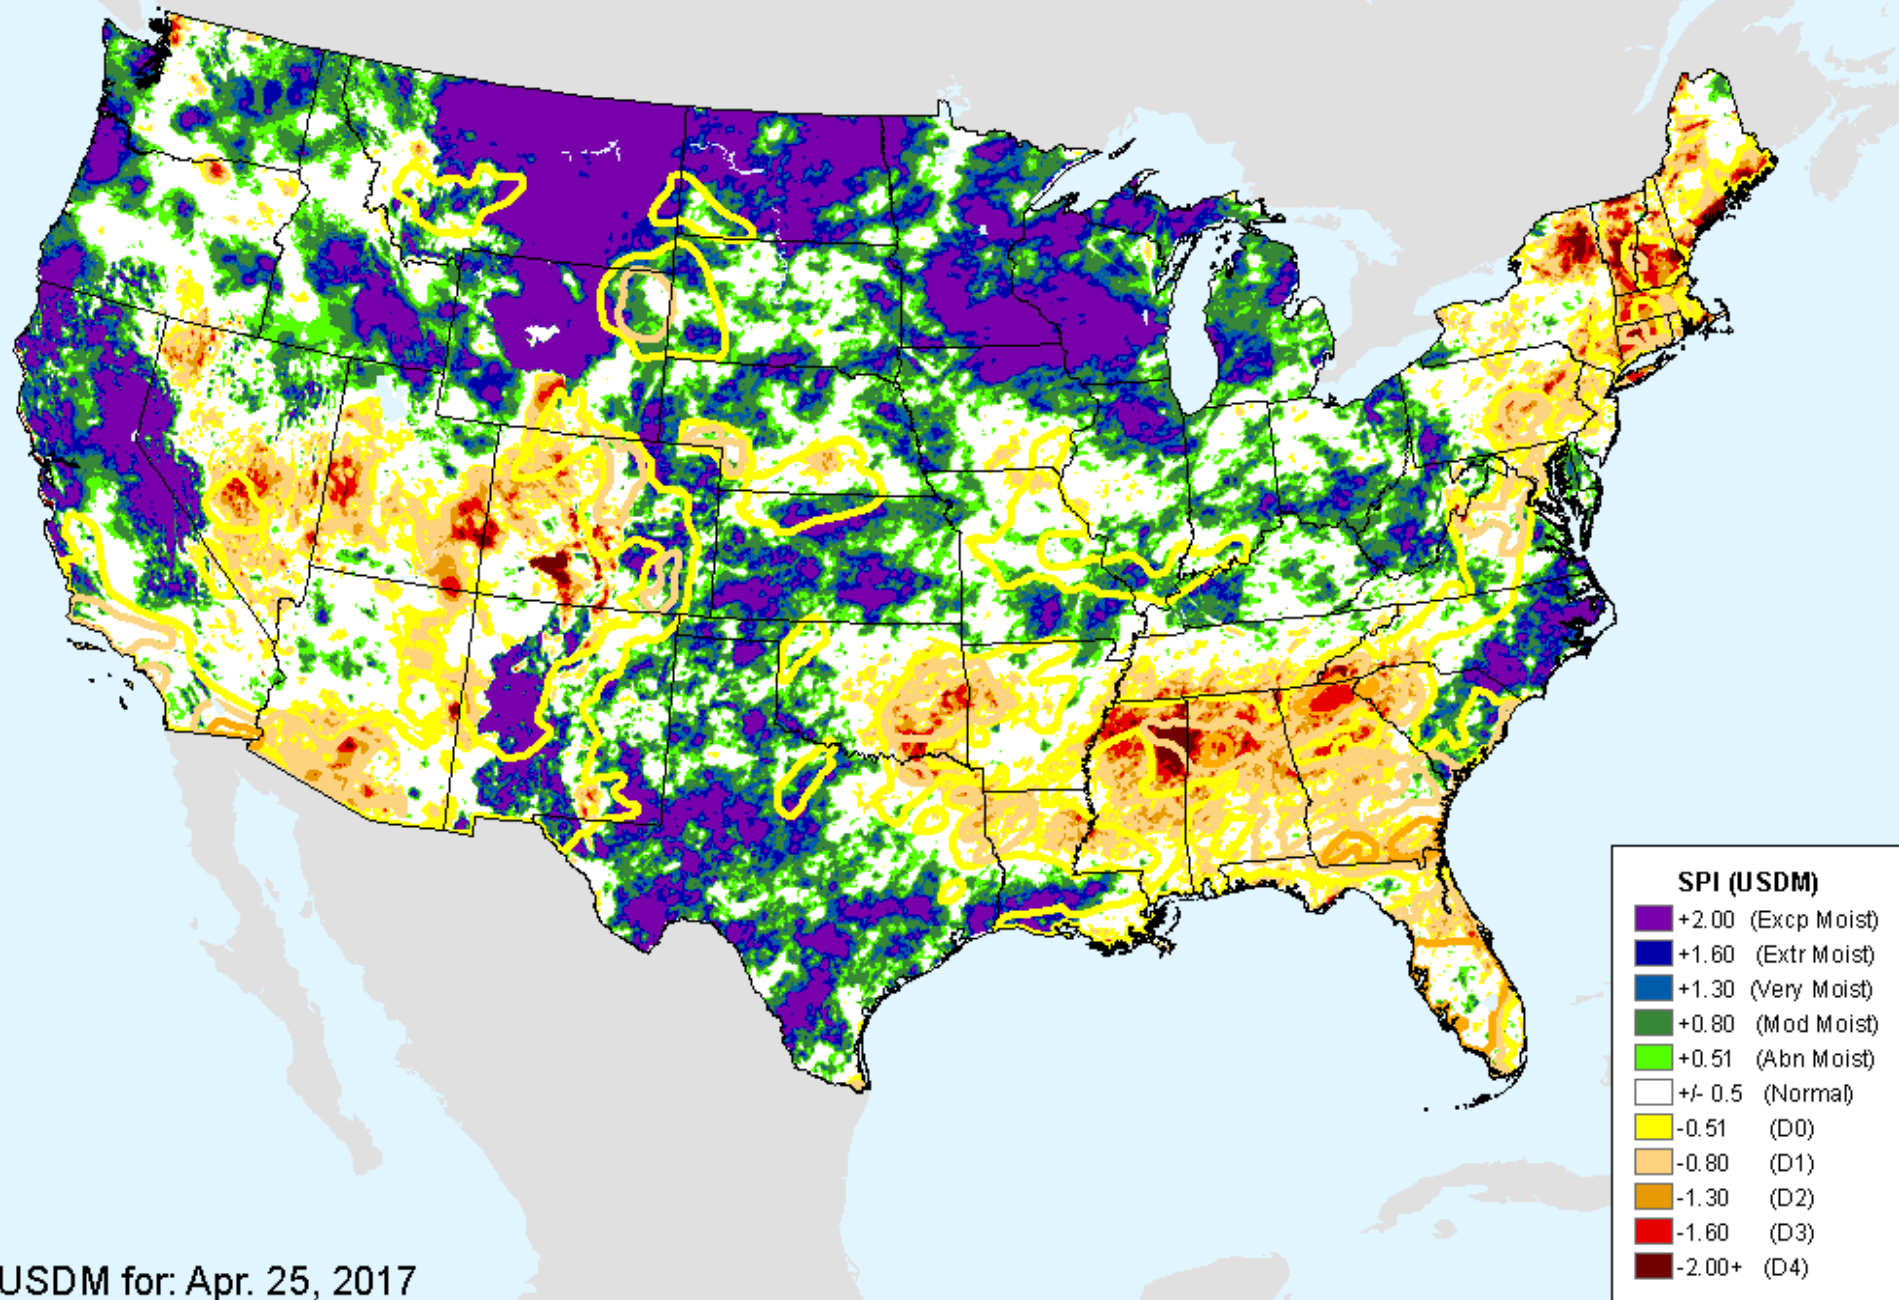 SPI (USDM)
+2.00 (Excp Moist)
+1.60 (Extr Moist)
+1.30 (Very Moist)
+0.80 (Mod Moist)
+0.51 (Abn Moist)
+/- 0.5 (Normal)
-0.51 (D0)
-0.80 (D1)
-1.30 (D2)
-1.60 (D3)
-2.00+ (D4)
USDM for: Apr. 25, 2017